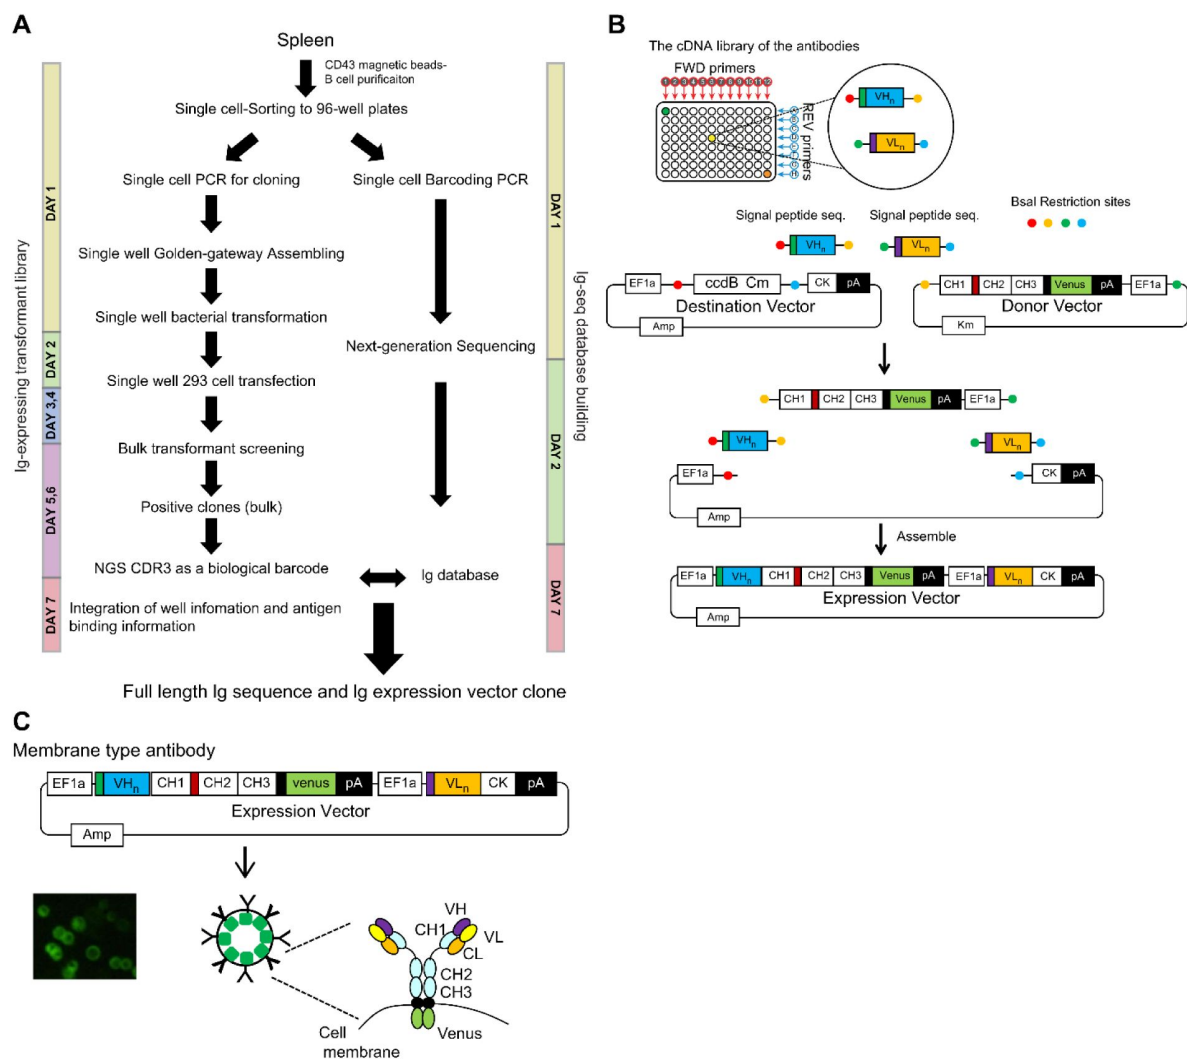 A
Spleen
CD43 magnetic beads-
B cell purificaiton
Single cell-Sorting to 96-well plates
Single cell PCR for cloning
Single cell Barcoding PCR
Single well Golden-gateway Assembling
Single well bacterial transformation
Next-generation Sequencing
Single well 293 cell transfection
Bulk transformant screening
Positive clones (bulk)
NGS CDR3 as a biological barcode
Ig database
Integration of well infomation and antigen
binding information
Full length Ig sequence and Ig expression vector clone
Ig-expressing transformant library
DAY 1
DAY 2
DAY 3,4
DAY 5,6
DAY 7
DAY 1
DAY 2
DAY 7
Ig-seq database building
B
The cDNA library of the antibodies
FWD primers
REV primers
H
VHn
VLn
Signal peptide seq.
Signal peptide seq.
BsaI Restriction sites
VHn
VLn
EF1a
ccdB Cm
CK
pA
Destination Vector
Amp
CH1
CH2
CH3
Venus
pA
EF1a
Donor Vector
Km
CH1
CH2
CH3
Venus
pA
EF1a
VHn
VLn
EF1a
CK
pA
Amp
Assemble
EF1a
VHn
CH1
CH2
CH3
Venus
pA
EF1a
VLn
CK
pA
Expression Vector
Amp
C
Membrane type antibody
EF1a
VHn
CH1
CH2
CH3
venus
pA
EF1a
VLn
CK
pA
Expression Vector
Amp
VH
CH1
VL
CL
CH2
CH3
Cell
membrane
Venus